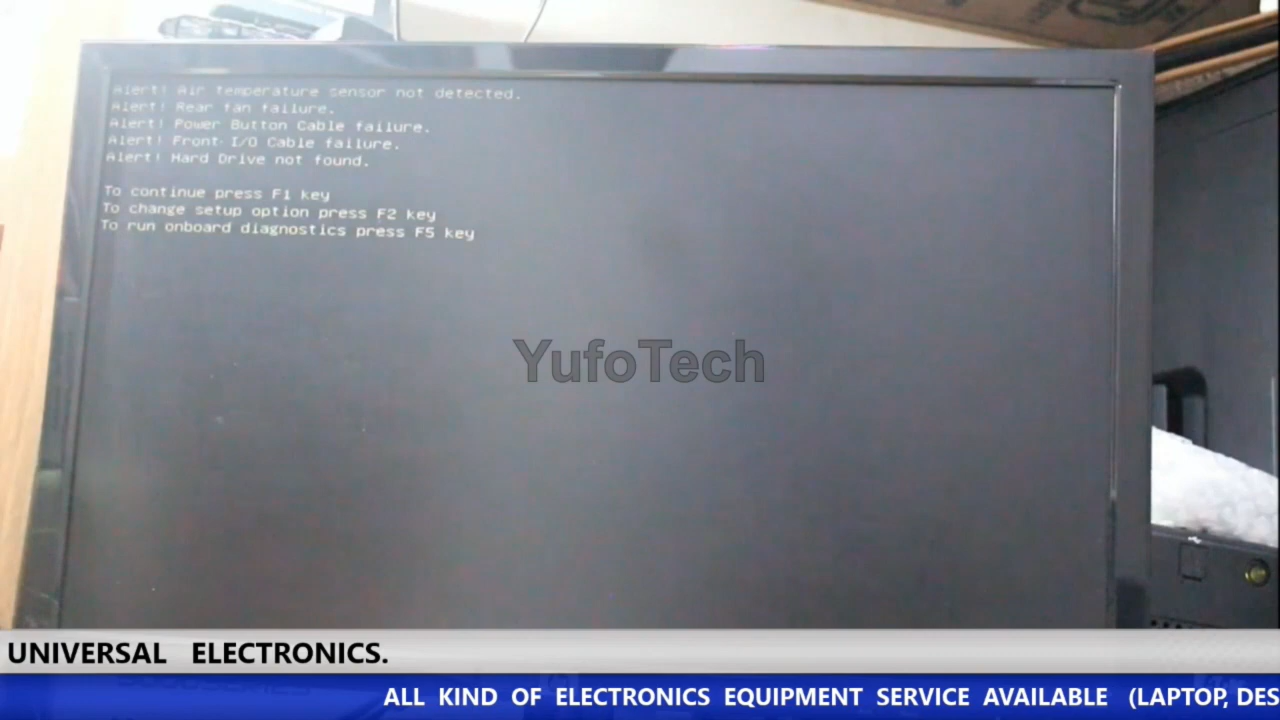 Alert! Air temperature sensor not detected.
Alert! Rear fan failure.
Alert! Power Button Cable failure.
Alert! Front I/O Cable failure.
Alert! Hard Drive not found.
To continue press F1 key
To change setup option press F2 key
To run onboard diagnostics press F5 key
YufoTech
UNIVERSAL ELECTRONICS.
ALL KIND OF ELECTRONICS EQUIPMENT SERVICE AVAILABLE (LAPTOP, DES